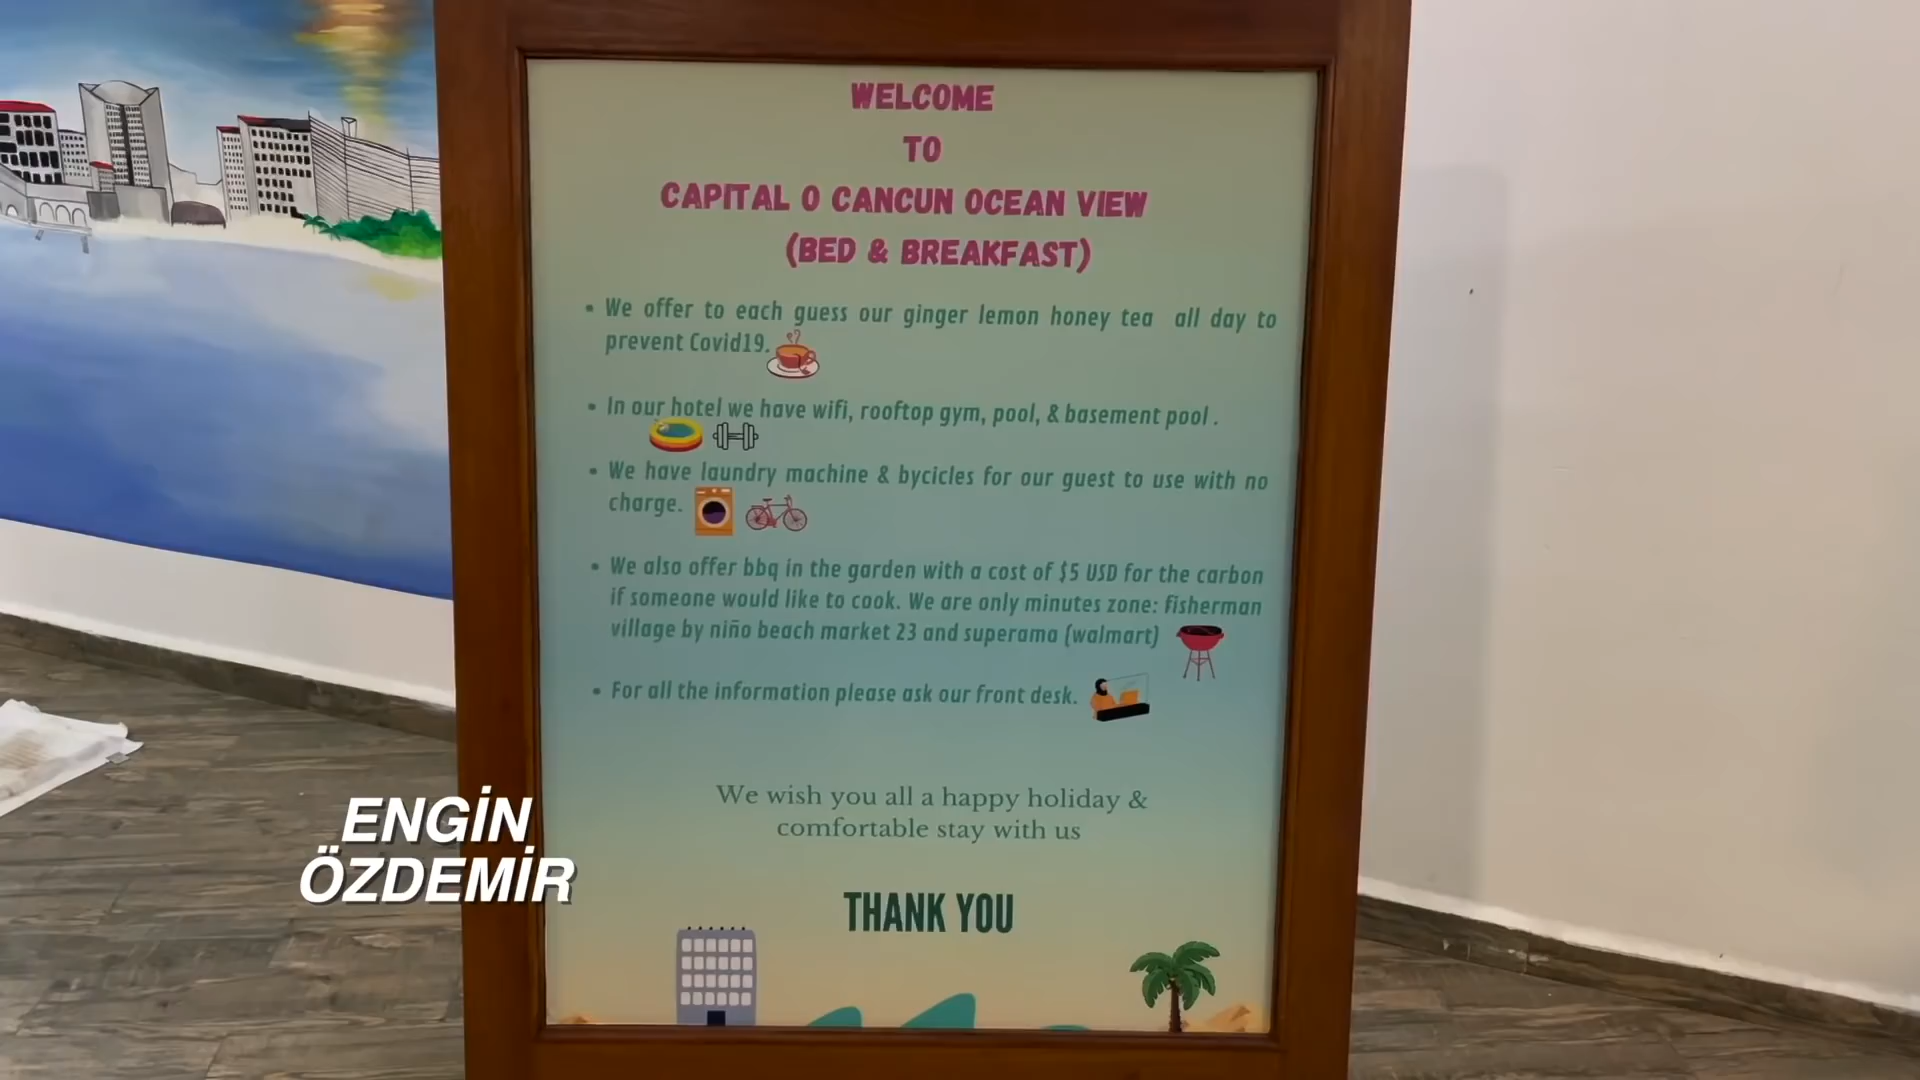 WELCOME
TO
CAPITAL O CANCUN OCEAN VIEW
(BED & BREAKFAST)
• We offer to each guess our ginger lemon honey tea all day to
prevent Covid19.
• In our hotel we have wifi, rooftop gym, pool, & basement pool .
• We have laundry machine & bycicles for our guest to use with no
charge.
• We also offer bbq in the garden with a cost of $5 USD for the carbon
if someone would like to cook. We are only minutes zone: fisherman
village by niño beach market 23 and superama (walmart)
• For all the information please ask our front desk.
We wish you all a happy holiday &
comfortable stay with us
THANK YOU
ENGİN
ÖZDEMİR